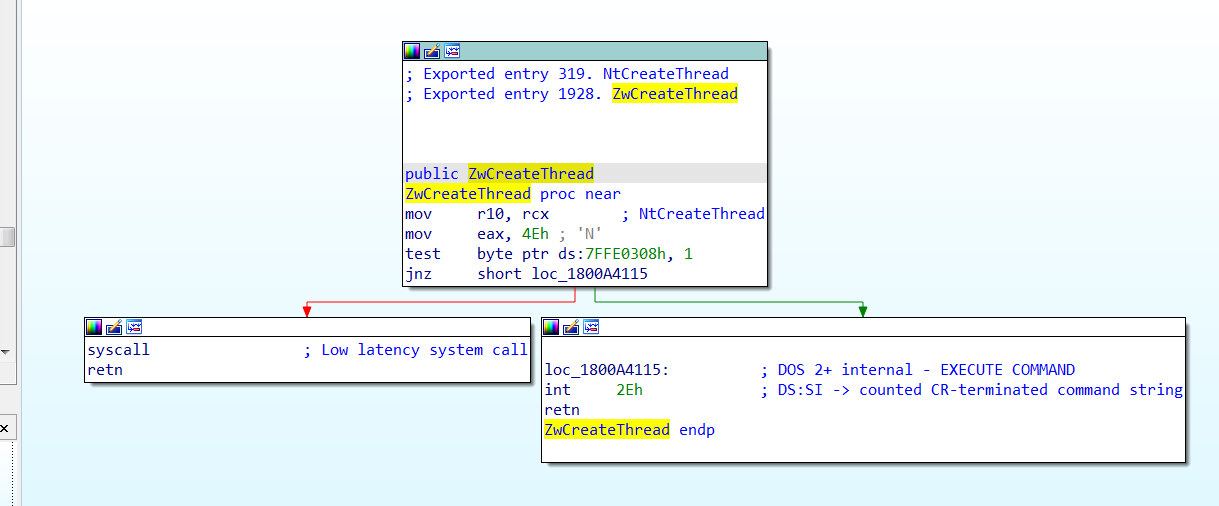 ; Exported entry 319. NtCreateThread
; Exported entry 1928. ZwCreateThread
public ZwCreateThread
ZwCreateThread proc near
mov r10, rcx ; NtCreateThread
mov eax, 4Eh ; 'N'
test byte ptr ds:7FFE0308h, 1
jnz short loc_1800A4115
syscall ; Low latency system call
retn
loc_1800A4115: ; DOS 2+ internal - EXECUTE COMMAND
int 2Eh ; DS:SI -> counted CR-terminated command string
retn
ZwCreateThread endp